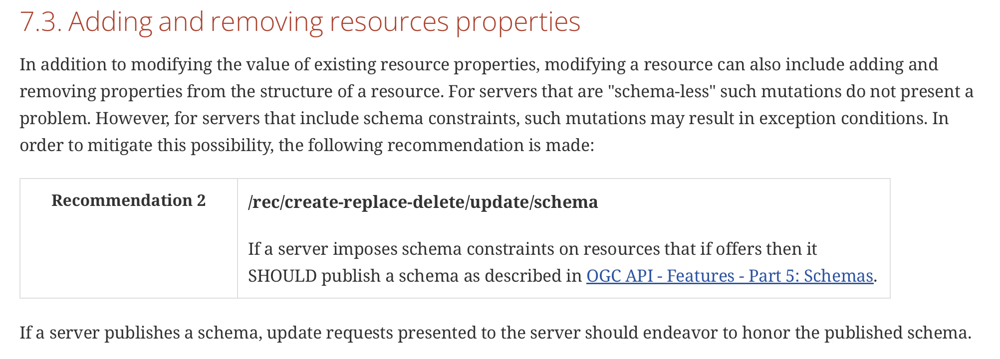 7.3. Adding and removing resources properties
In addition to modifying the value of existing resource properties, modifying a resource can also include adding and
removing properties from the structure of a resource. For servers that are "schema-less" such mutations do not present a
problem. However, for servers that include schema constraints, such mutations may result in exception conditions. In
order to mitigate this possibility, the following recommendation is made:
Recommendation 2
/rec/create-replace-delete/update/schema
If a server imposes schema constraints on resources that if offers then it
SHOULD publish a schema as described in OGC API - Features - Part 5: Schemas.
If a server publishes a schema, update requests presented to the server should endeavor to honor the published schema.